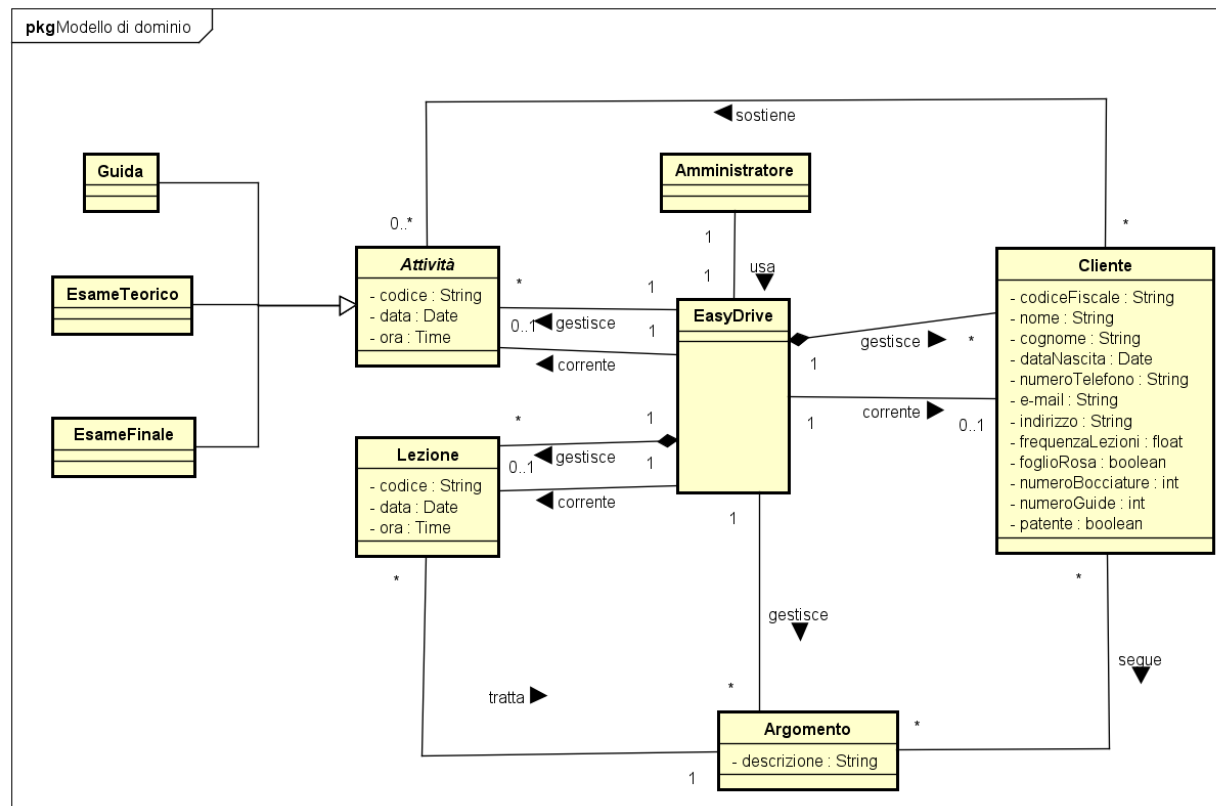 pkg Modello di dominio
sostiene
Guida
Amministratore
0..*
1
*
Attività
- codice : String
- data : Date
- ora : Time
1
usa
Cliente
- codiceFiscale : String
- nome : String
- cognome : String
- dataNascita : Date
- numeroTelefono : String
- e-mail : String
- indirizzo : String
- frequenzaLezioni : float
- foglioRosa : boolean
- numeroBocciature : int
- numeroGuide : int
- patente : boolean
EsameTeorico
*
1
EasyDrive
0..1
gestisce
1
gestisce
*
corrente
1
corrente
1
0..1
EsameFinale
*
1
Lezione
- codice : String
- data : Date
- ora : Time
0..1
gestisce
1
corrente
1
*
*
gestisce
segue
tratta
*
*
Argomento
- descrizione : String
1